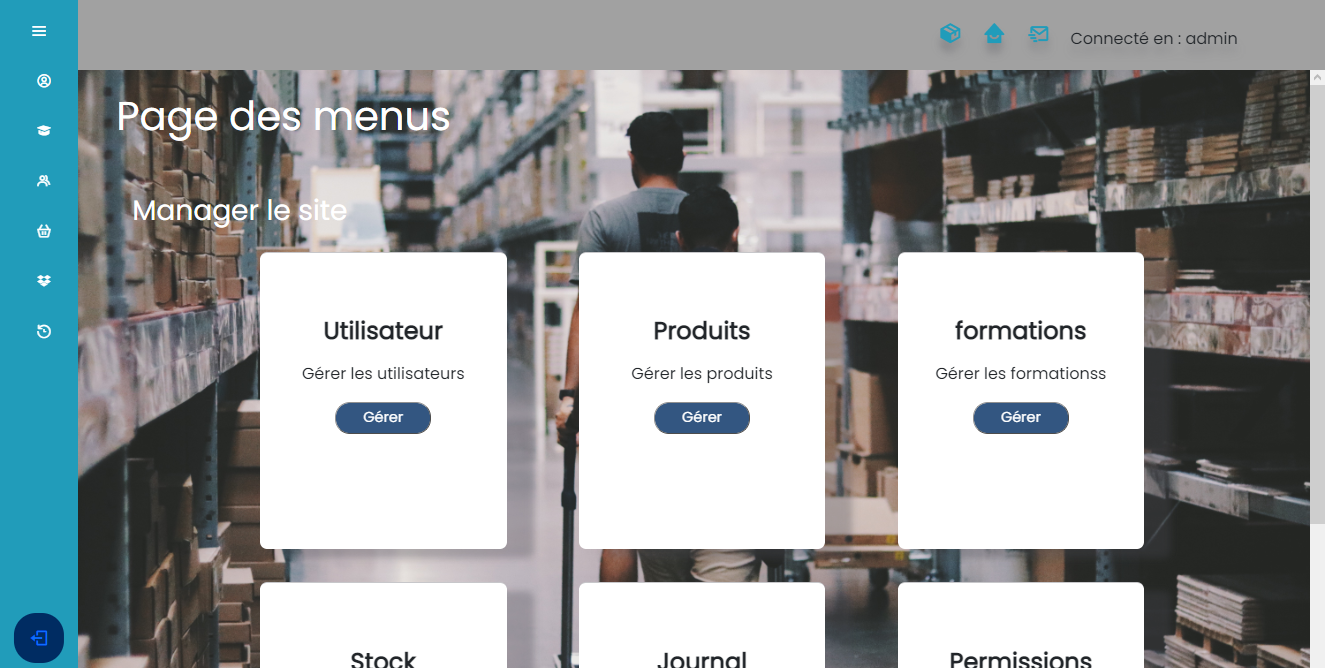 Connecté en : admin
Page des menus
Manager le site
Utilisateur
Gérer les utilisateurs
Gérer
Produits
Gérer les produits
Gérer
formations
Gérer les formationss
Gérer
Stock
Journal
Permissions